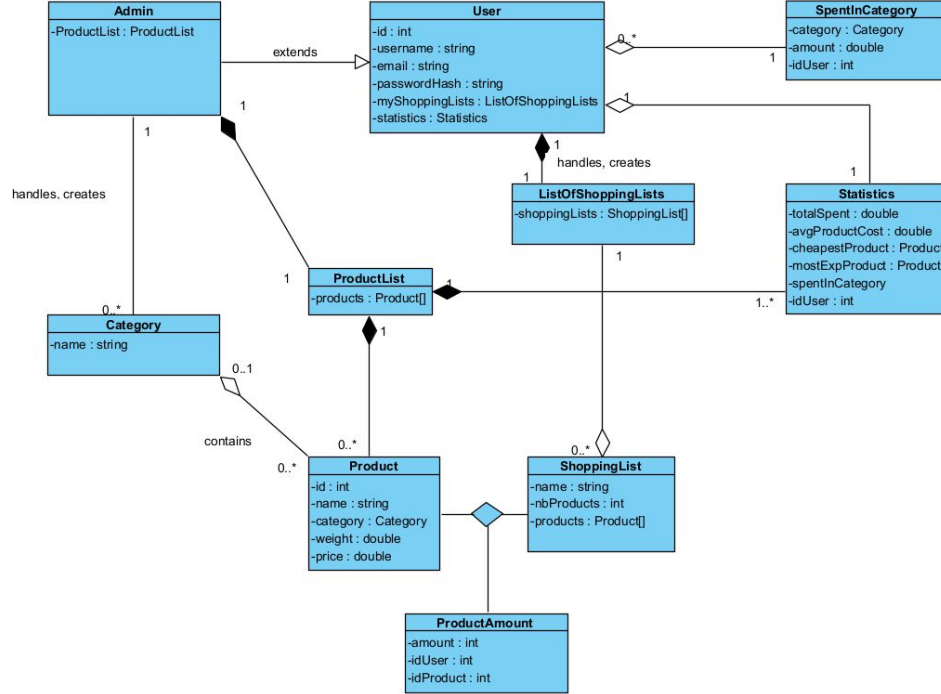 Admin
-ProductList : ProductList
extends
User
-id : int
-username : string
-email : string
-passwordHash : string
-myShoppingLists : ListOfShoppingLists
-statistics : Statistics
0..*
1
SpentInCategory
-category : Category
-amount : double
-idUser : int
1
1
1
handles, creates
1
1
handles, creates
1
1
ListOfShoppingLists
-shoppingLists : ShoppingList[]
1
Statistics
-totalSpent : double
-avgProductCost : double
-cheapestProduct : Product
-mostExpProduct : Product
-spentInCategory
-idUser : int
1
ProductList
-products : Product[]
1
1..*
1
0..*
Category
-name : string
0..1
contains
0..*
0..*
Product
-id : int
-name : string
-category : Category
-weight : double
-price : double
0..*
ShoppingList
-name : string
-nbProducts : int
-products : Product[]
ProductAmount
-amount : int
-idUser : int
-idProduct : int